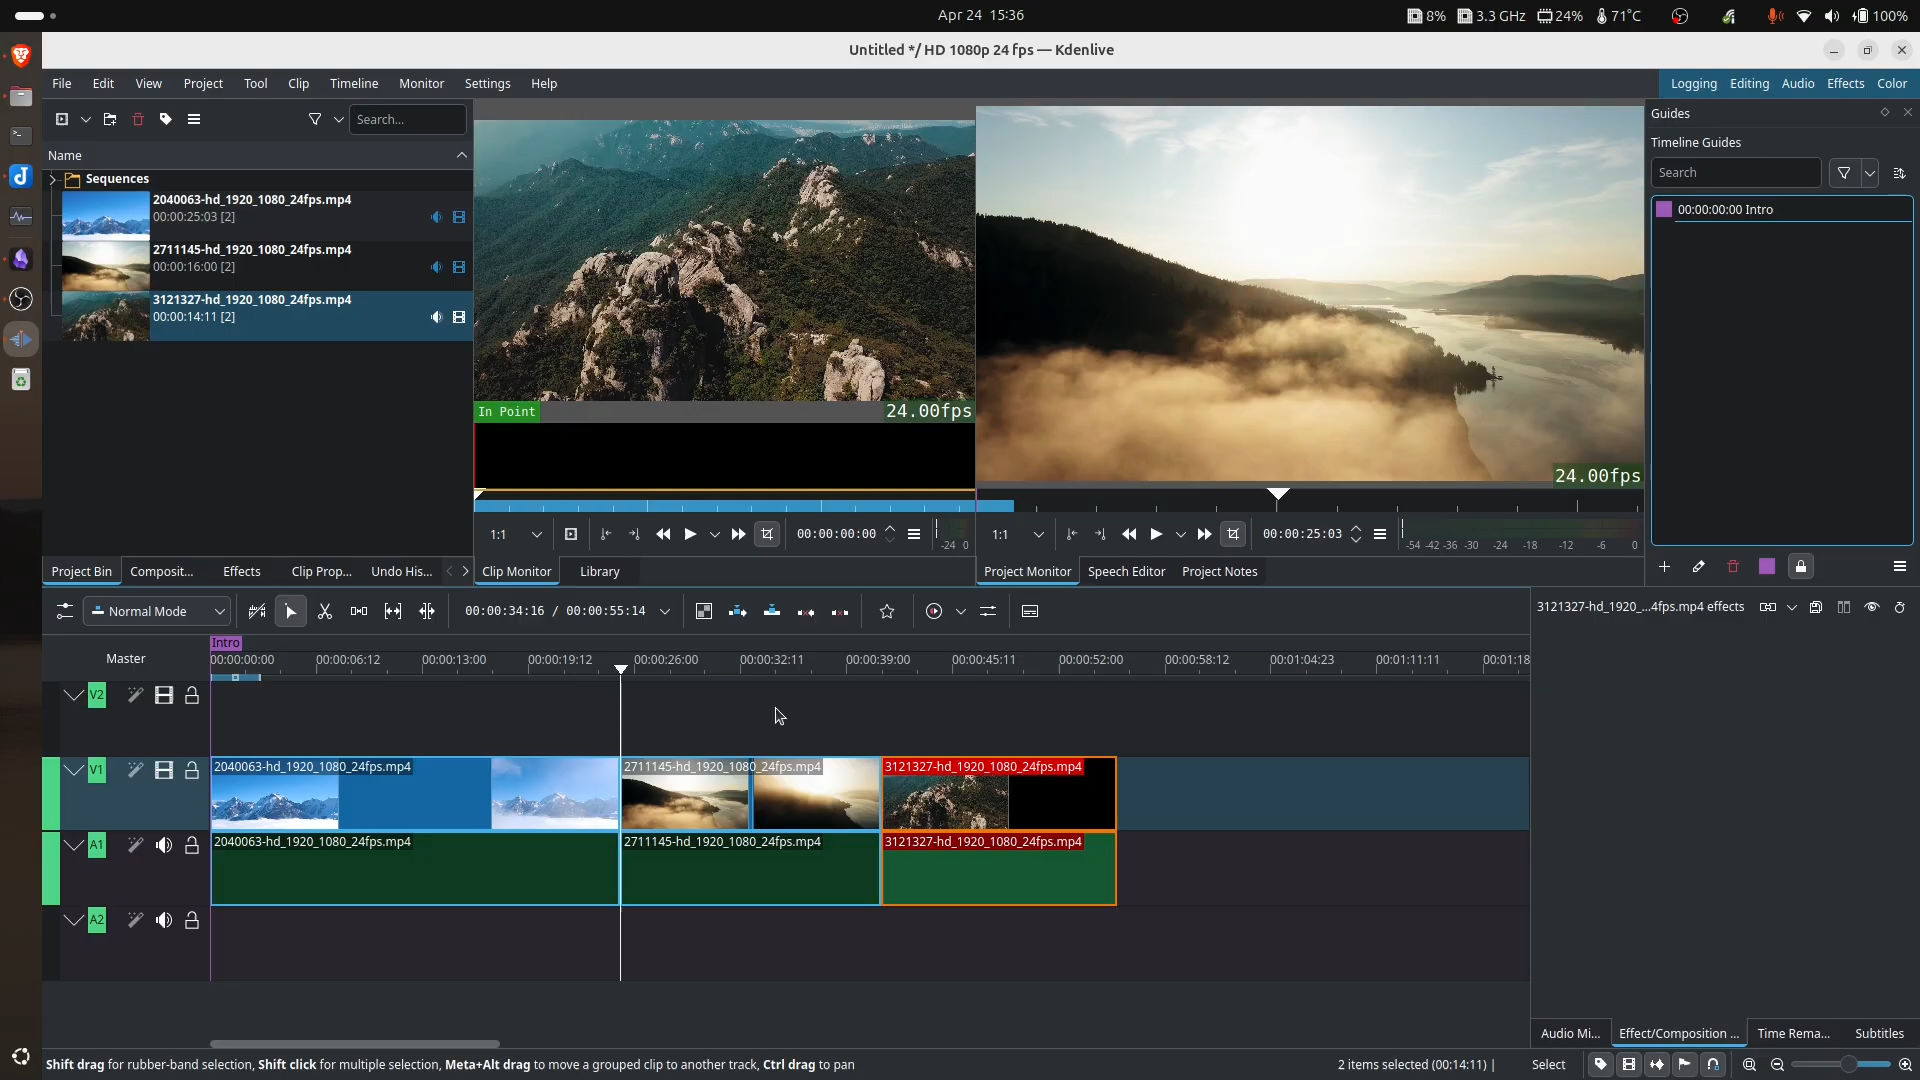 Apr 24 15:36
8% 3.3 GHz 24% 71°C 100%
Untitled */ HD 1080p 24 fps — Kdenlive
File Edit View Project Tool Clip Timeline Monitor Settings Help
Logging Editing Audio Effects Color
Search...
Name
Sequences
2040063-hd_1920_1080_24fps.mp4
00:00:25:03 [2]
2711145-hd_1920_1080_24fps.mp4
00:00:16:00 [2]
3121327-hd_1920_1080_24fps.mp4
00:00:14:11 [2]
Project Bin Composit... Effects Clip Prop... Undo His...
In Point 24.00fps
1:1 00:00:00:00 -24 0
Clip Monitor Library
24.00fps
1:1 00:00:25:03 -54 -42 -36 -30 -24 -18 -12 -6 0
Project Monitor Speech Editor Project Notes
Guides
Timeline Guides
Search
00:00:00:00 Intro
Normal Mode 00:00:34:16 / 00:00:55:14
3121327-hd_1920_...4fps.mp4 effects
Master
Intro
00:00:00:00 00:00:06:12 00:00:13:00 00:00:19:12 00:00:26:00 00:00:32:11 00:00:39:00 00:00:45:11 00:00:52:00 00:00:58:12 00:01:04:23 00:01:11:11 00:01:18
V2
V1 2040063-hd_1920_1080_24fps.mp4 2711145-hd_1920_1080_24fps.mp4 3121327-hd_1920_1080_24fps.mp4
A1 2040063-hd_1920_1080_24fps.mp4 2711145-hd_1920_1080_24fps.mp4 3121327-hd_1920_1080_24fps.mp4
A2
Audio Mi... Effect/Composition ... Time Rema... Subtitles
Shift drag for rubber-band selection, Shift click for multiple selection, Meta+Alt drag to move a grouped clip to another track, Ctrl drag to pan
2 items selected (00:14:11) | Select